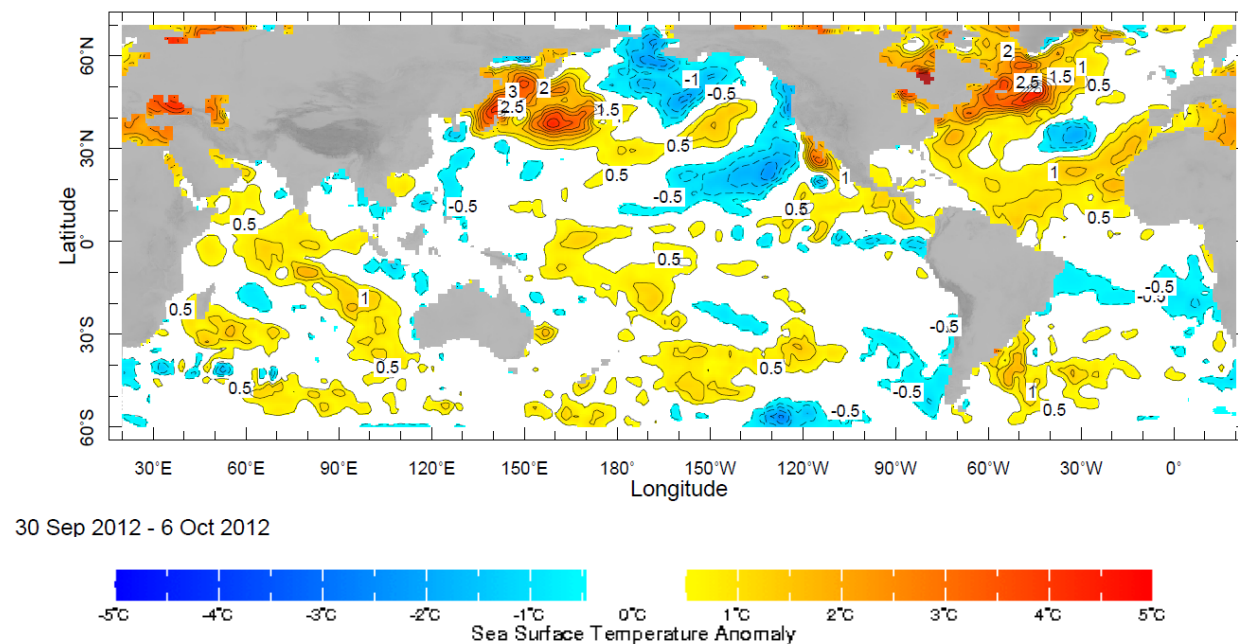 60°N
30°N
0°
30°S
60°S
Latitude
2 1 1.5 2.5 0.5
3 2 2.5 1.5 -1 -0.5
0.5 0.5 -0.5 1 0.5
-0.5 0.5 1 0.5
0.5 0.5 -0.5 -0.5
0.5 1 -0.5
0.5 0.5 0.5 -0.5 -0.5 1 0.5
30°E 60°E 90°E 120°E 150°E 180° 150°W 120°W 90°W 60°W 30°W 0°
Longitude
30 Sep 2012 - 6 Oct 2012
-5°C -4°C -3°C -2°C -1°C 0°C 1°C 2°C 3°C 4°C 5°C
Sea Surface Temperature Anomaly